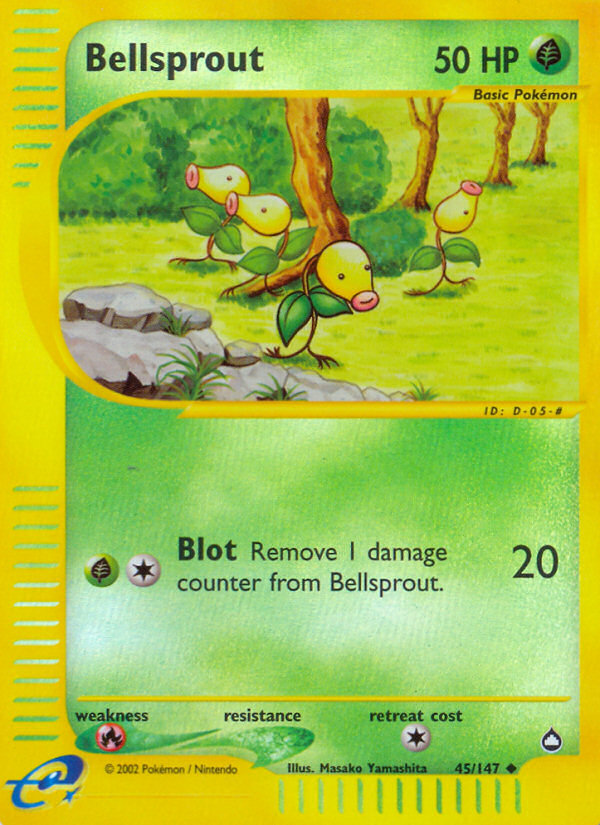 Bellsprout 50 HP
Basic Pokémon
ID: D-05-#
Blot Remove 1 damage 20
counter from Bellsprout.
weakness resistance retreat cost
© 2002 Pokémon / Nintendo Illus. Masako Yamashita 45/147
e